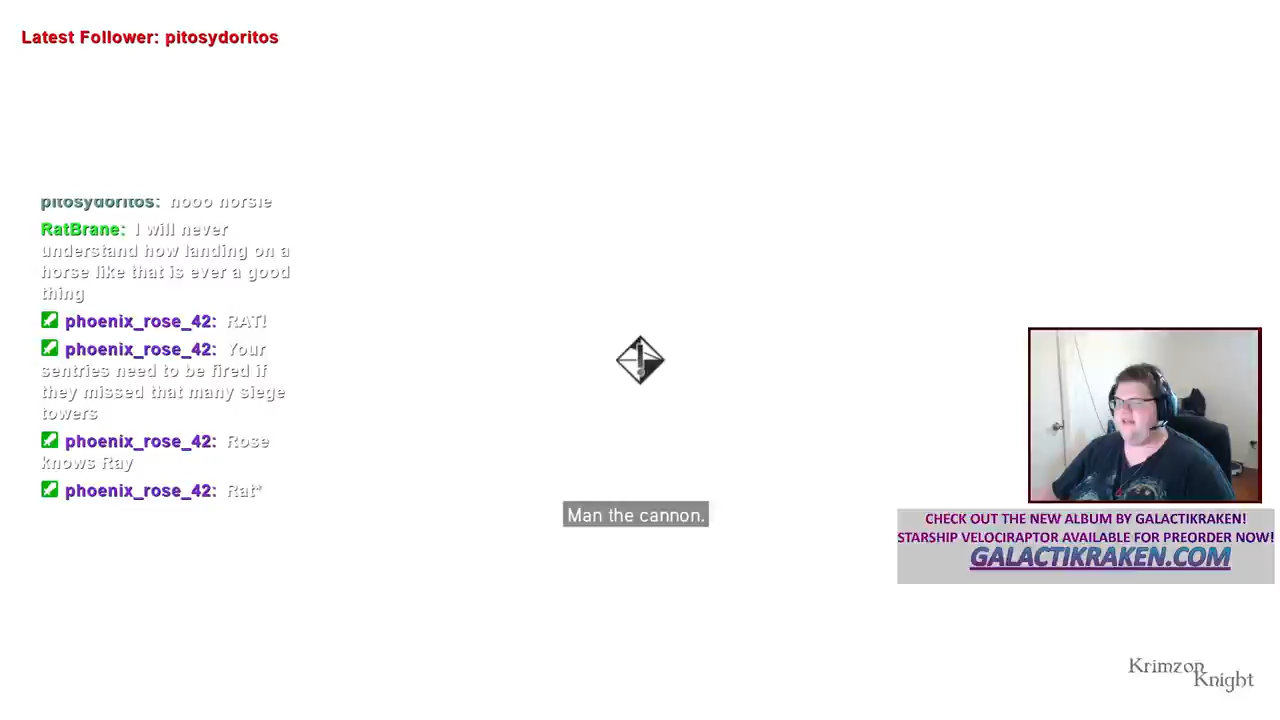 Latest Follower: pitosydoritos
pitosydoritos: nooo horsie
RatBrane: I will never
understand how landing on a
horse like that is ever a good
thing
phoenix_rose_42: RAT!
phoenix_rose_42: Your
sentries need to be fired if
they missed that many siege
towers
phoenix_rose_42: Rose
knows Ray
phoenix_rose_42: Rat*
Man the cannon.
CHECK OUT THE NEW ALBUM BY GALACTIKRAKEN!
STARSHIP VELOCIRAPTOR AVAILABLE FOR PREORDER NOW!
GALACTIKRAKEN.COM
Krimzon
Knight